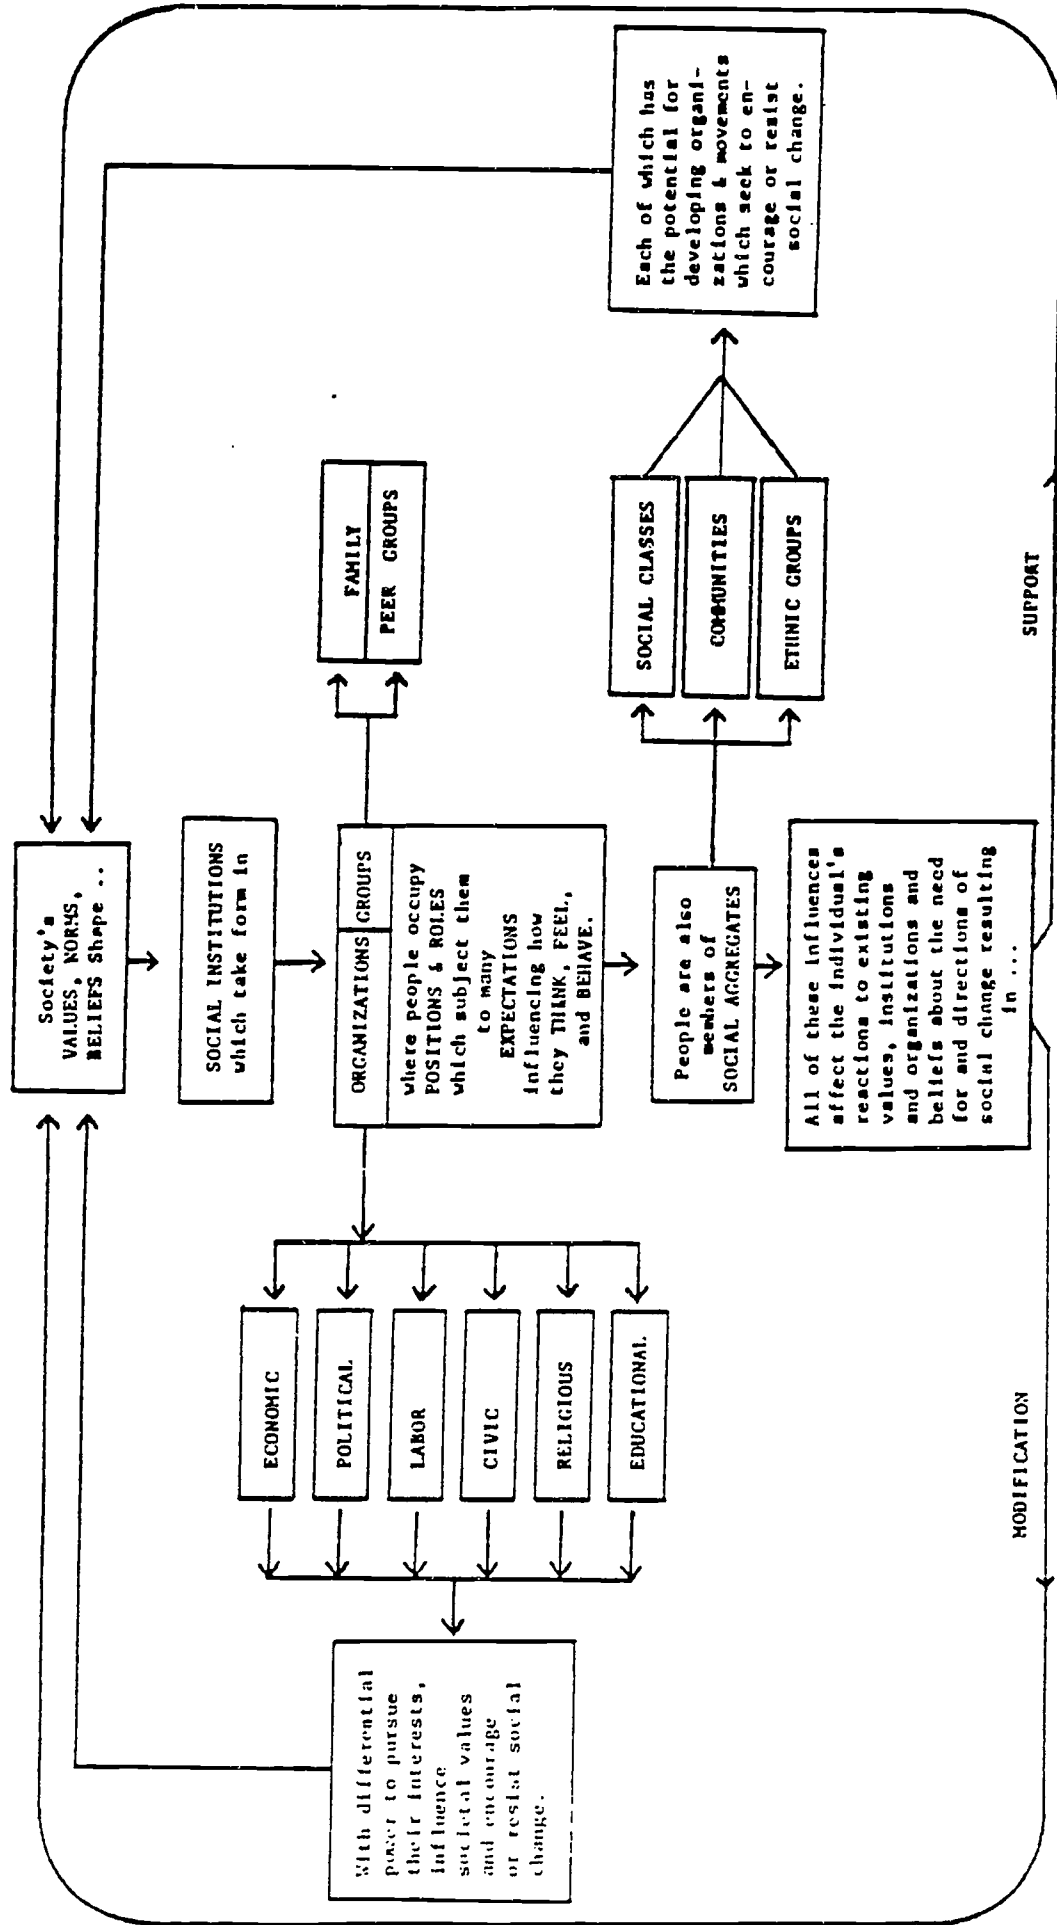 Society's
VALUES, NORMS,
BELIEFS Shape ...
SOCIAL INSTITUTIONS
which take form in
ORGANIZATIONS
GROUPS
where people occupy
POSITIONS & ROLES
which subject them
to many
EXPECTATIONS
influencing how
they THINK, FEEL,
and BEHAVE.
FAMILY
PEER GROUPS
ECONOMIC
POLITICAL
LABOR
CIVIC
RELIGIOUS
EDUCATIONAL
With differential
power to pursue
their interests,
influence
societal values
and encourage
or resist social
change.
People are also
members of
SOCIAL AGGREGATES
SOCIAL CLASSES
COMMUNITIES
ETHNIC GROUPS
Each of which has
the potential for
developing organi-
zations & movements
which seek to en-
courage or resist
social change.
All of these influences
affect the individual's
reactions to existing
values, institutions
and organizations and
beliefs about the need
for and directions of
social change resulting
in ...
MODIFICATION
SUPPORT